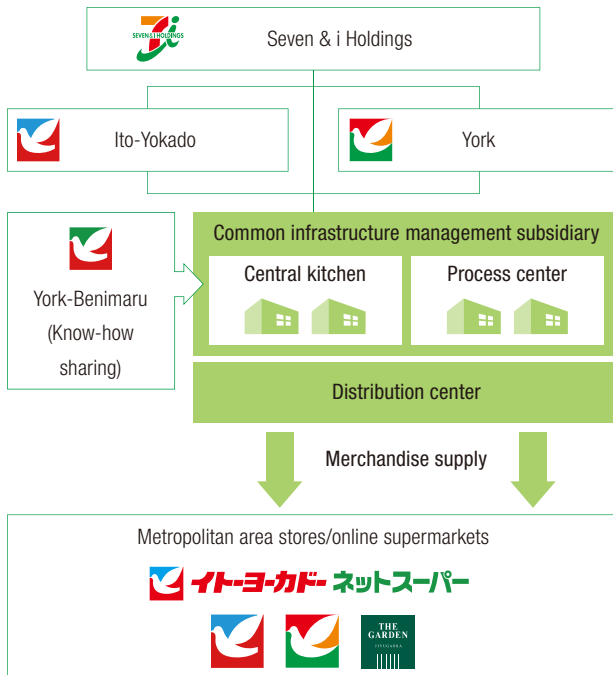 SEVEN & i HOLDINGS
Seven & i Holdings
Ito-Yokado
York
York-Benimaru
(Know-how
sharing)
Common infrastructure management subsidiary
Central kitchen
Process center
Distribution center
Merchandise supply
Metropolitan area stores/online supermarkets
イトーヨーカドー ネットスーパー
THE
GARDEN
JIYUGAOKA